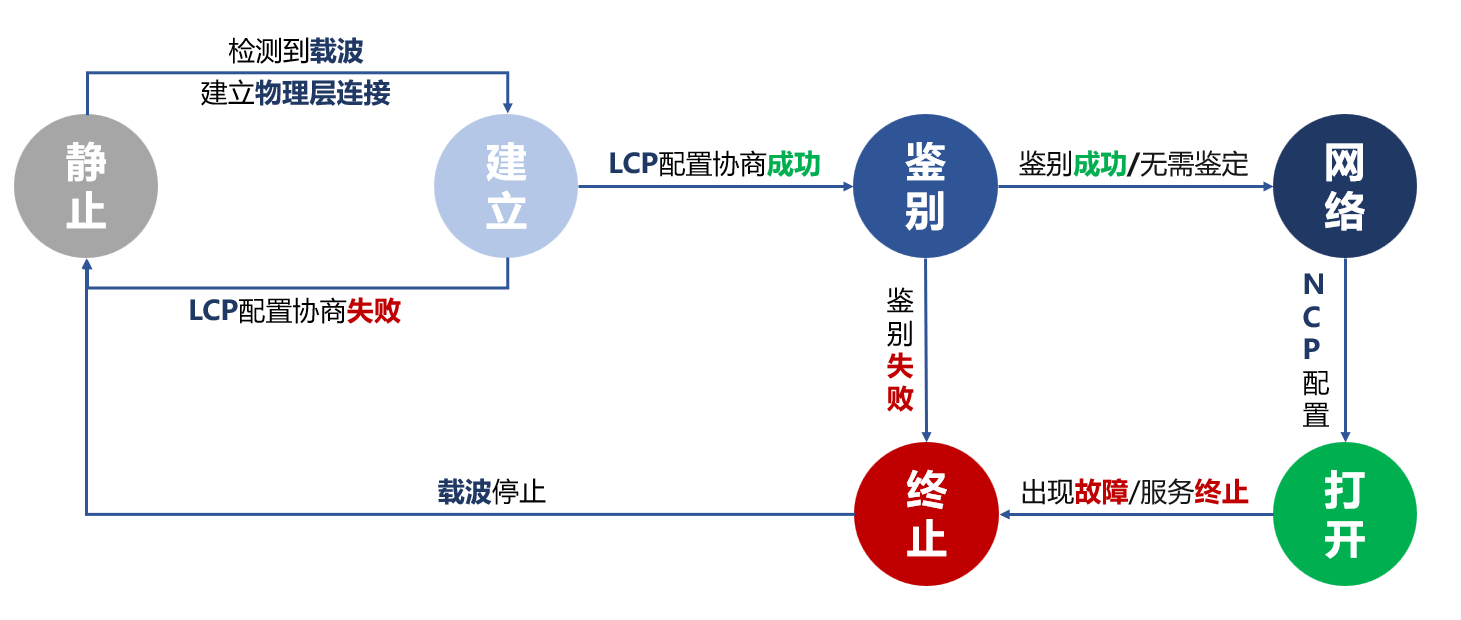 检测到载波
建立物理层连接
静止
建立
LCP配置协商成功
鉴别
鉴别成功/无需鉴定
网络
LCP配置协商失败
鉴别失败
NCP配置
载波停止
终止
出现故障/服务终止
打开